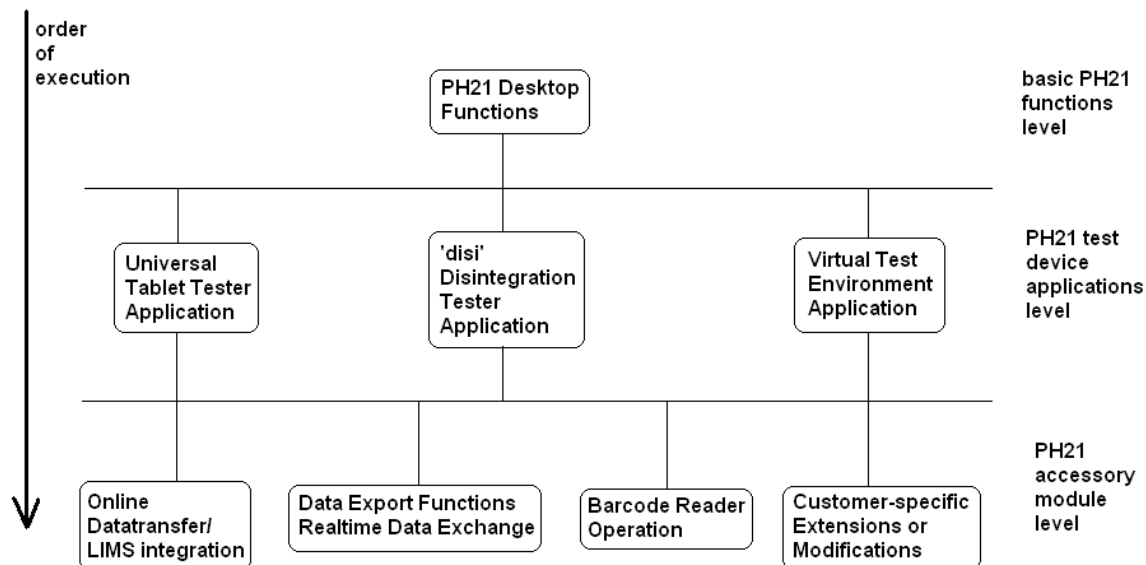 order
of
execution
PH21 Desktop
Functions
basic PH21
functions
level
Universal
Tablet Tester
Application
'disi'
Disintegration
Tester
Application
Virtual Test
Environment
Application
PH21 test
device
applications
level
Online
Datatransfer/
LIMS integration
Data Export Functions
Realtime Data Exchange
Barcode Reader
Operation
Customer-specific
Extensions or
Modifications
PH21
accessory
module
level